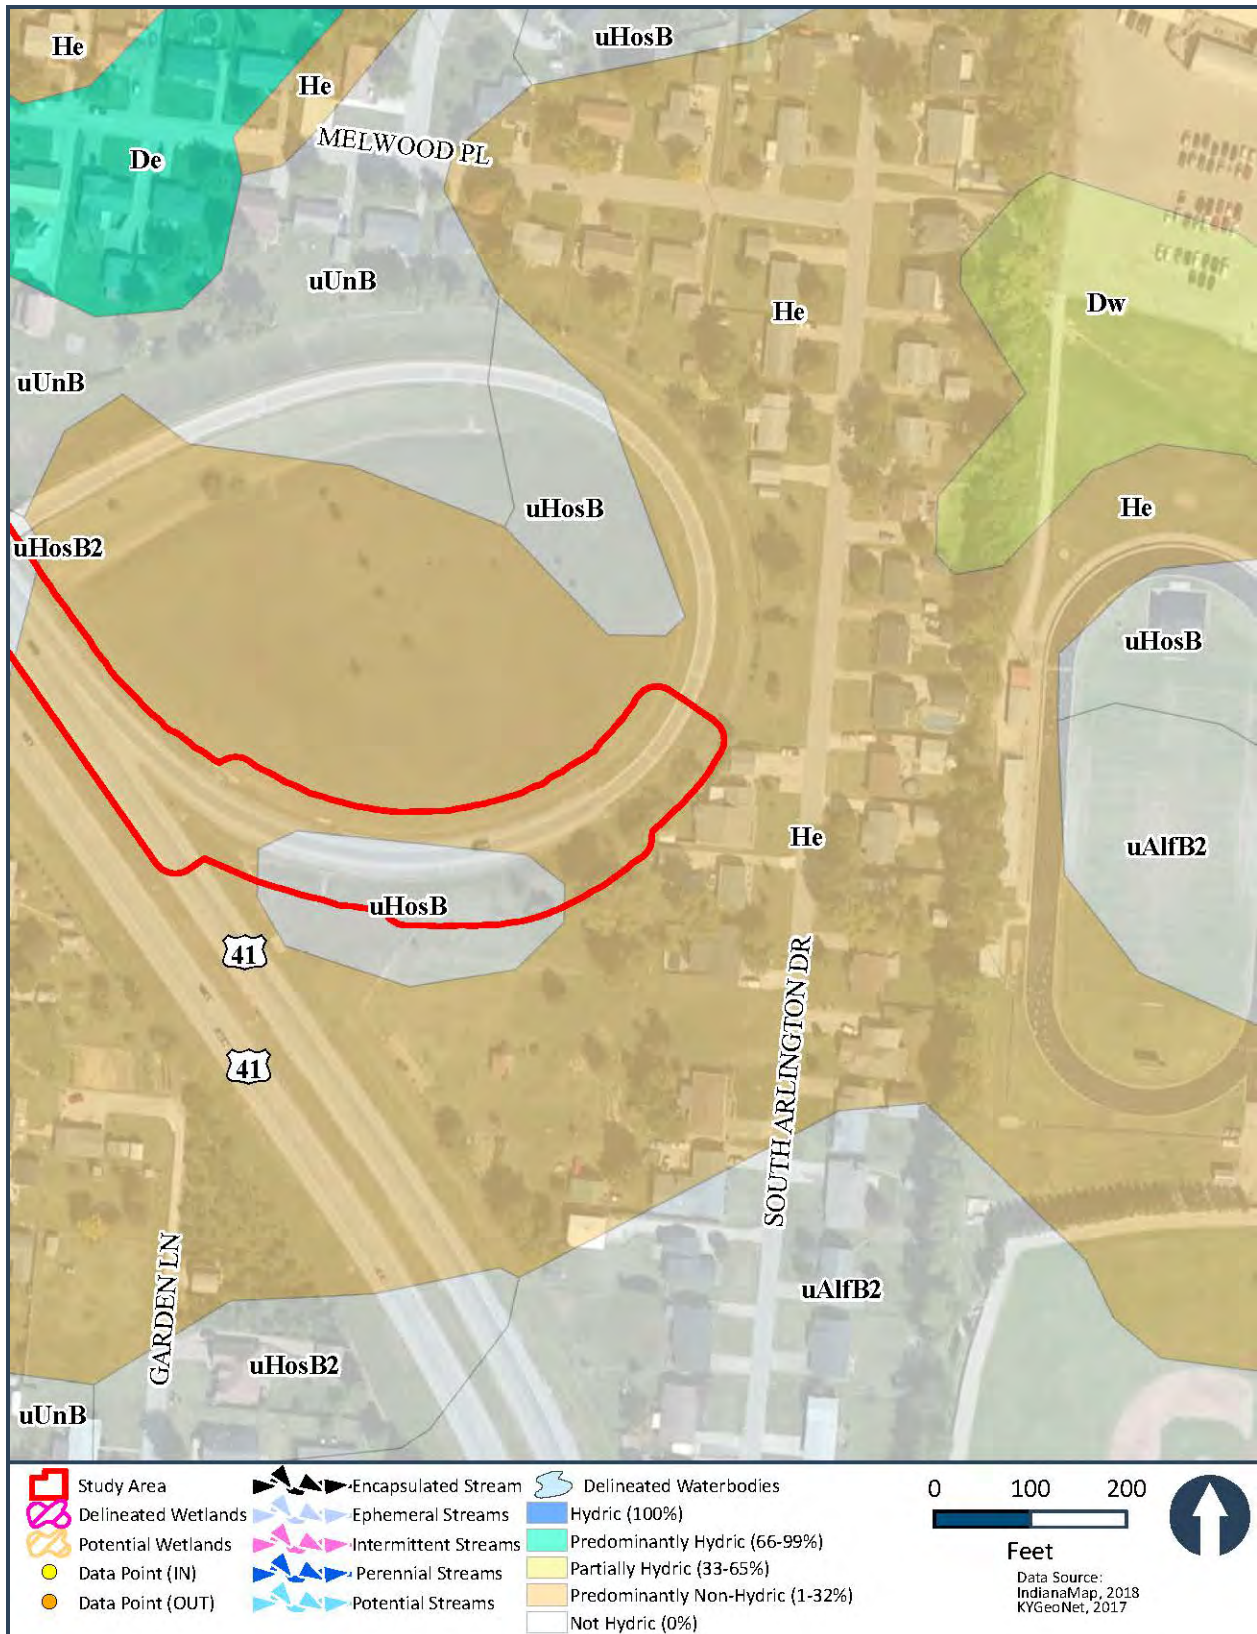 He
uHosB
He
MELWOOD PL
De
uUnB
He
Dw
uUnB
uHosB
He
uHosB2
uHosB
He
uAlfB2
uHosB
41
41
SOUTH ARLINGTON DR
GARDEN LN
uAlfB2
uHosB2
uUnB
Study Area
Delineated Wetlands
Potential Wetlands
Data Point (IN)
Data Point (OUT)
Encapsulated Stream
Ephemeral Streams
Intermittent Streams
Perennial Streams
Potential Streams
Delineated Waterbodies
Hydric (100%)
Predominantly Hydric (66-99%)
Partially Hydric (33-65%)
Predominantly Non-Hydric (1-32%)
Not Hydric (0%)
0 100 200
Feet
Data Source:
IndianaMap, 2018
KYGeoNet, 2017